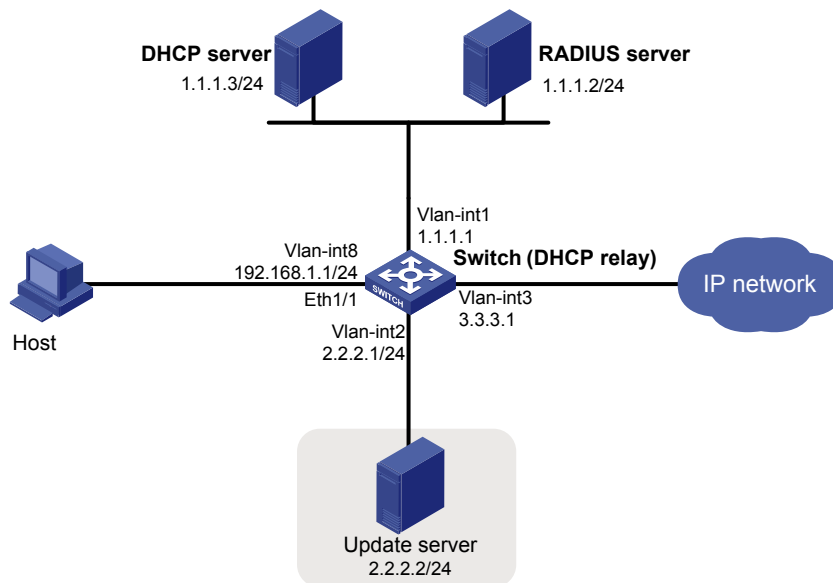 DHCP server
1.1.1.3/24
RADIUS server
1.1.1.2/24
Vlan-int1
1.1.1.1
Vlan-int8
192.168.1.1/24
Eth1/1
Switch (DHCP relay)
SWITCH
Vlan-int3
3.3.3.1
IP network
Host
Vlan-int2
2.2.2.1/24
Update server
2.2.2.2/24